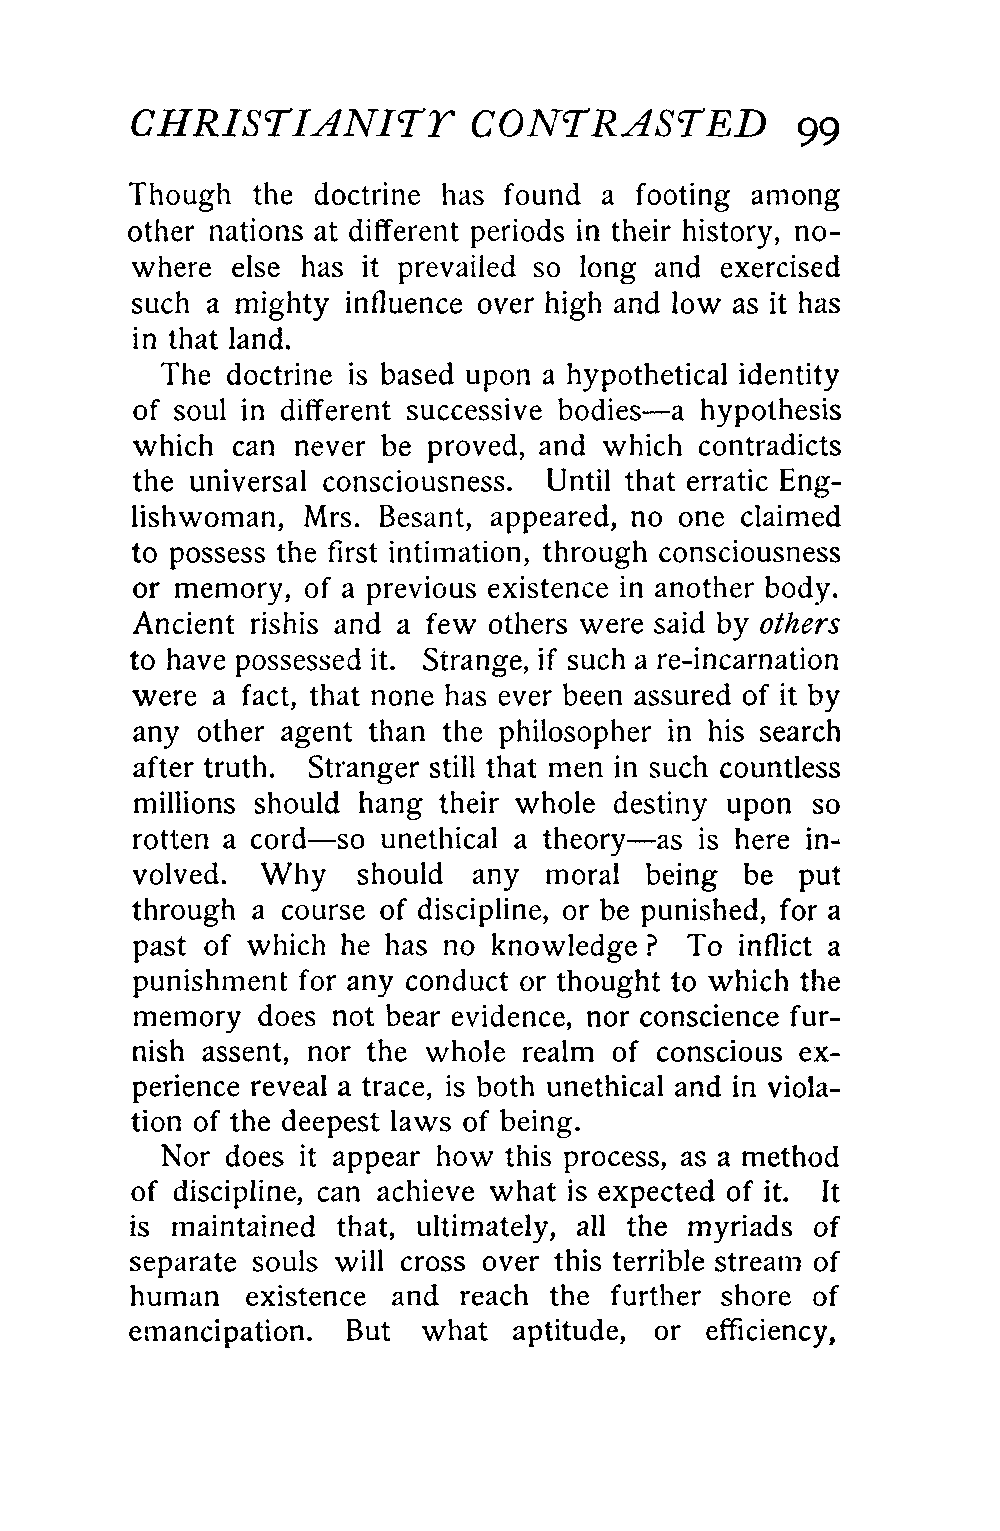 CHRISTIANITY CONTRASTED 99
Though the doctrine has found a footing among
other nations at different periods in their history, no-
where else has it prevailed so long and exercised
such a mighty influence over high and low as it has
in that land.
The doctrine is based upon a hypothetical identity
of soul in different successive bodies—a hypothesis
which can never be proved, and which contradicts
the universal consciousness. Until that erratic Eng-
lishwoman, Mrs. Besant, appeared, no one claimed
to possess the first intimation, through consciousness
or memory, of a previous existence in another body.
Ancient rishis and a few others were said by others
to have possessed it. Strange, if such a re-incarnation
were a fact, that none has ever been assured of it by
any other agent than the philosopher in his search
after truth. Stranger still that men in such countless
millions should hang their whole destiny upon so
rotten a cord—so unethical a theory—as is here in-
volved. Why should any moral being be put
through a course of discipline, or be punished, for a
past of which he has no knowledge? To inflict a
punishment for any conduct or thought to which the
memory does not bear evidence, nor conscience fur-
nish assent, nor the whole realm of conscious ex-
perience reveal a trace, is both unethical and in viola-
tion of the deepest laws of being.
Nor does it appear how this process, as a method
of discipline, can achieve what is expected of it. It
is maintained that, ultimately, all the myriads of
separate souls will cross over this terrible stream of
human existence and reach the further shore of
emancipation. But what aptitude, or efficiency,